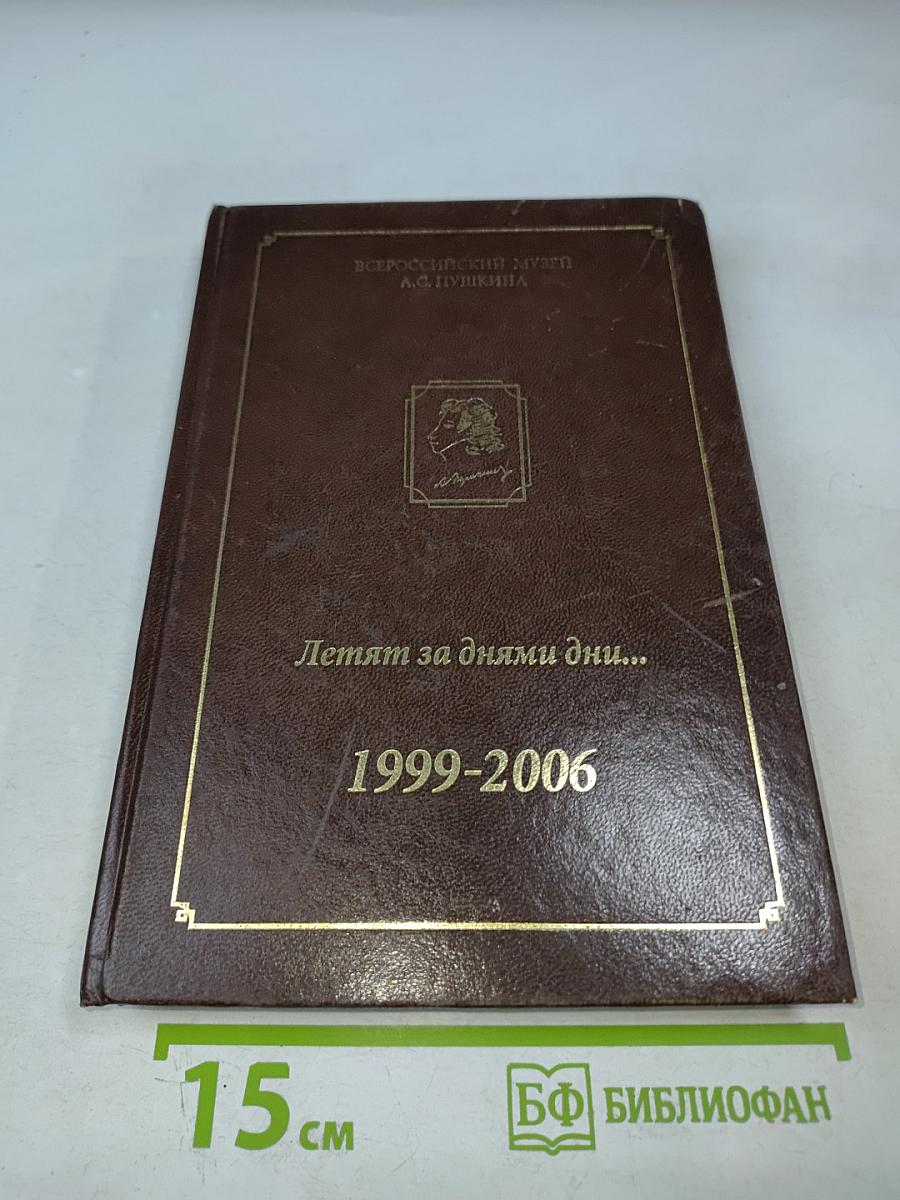 ВСЕРОССИЙСКИЙ МУЗЕЙ
А.С. ПУШКИНА
Летят за днями дни...
1999-2006
15 см
БФ БИБЛИОФАН